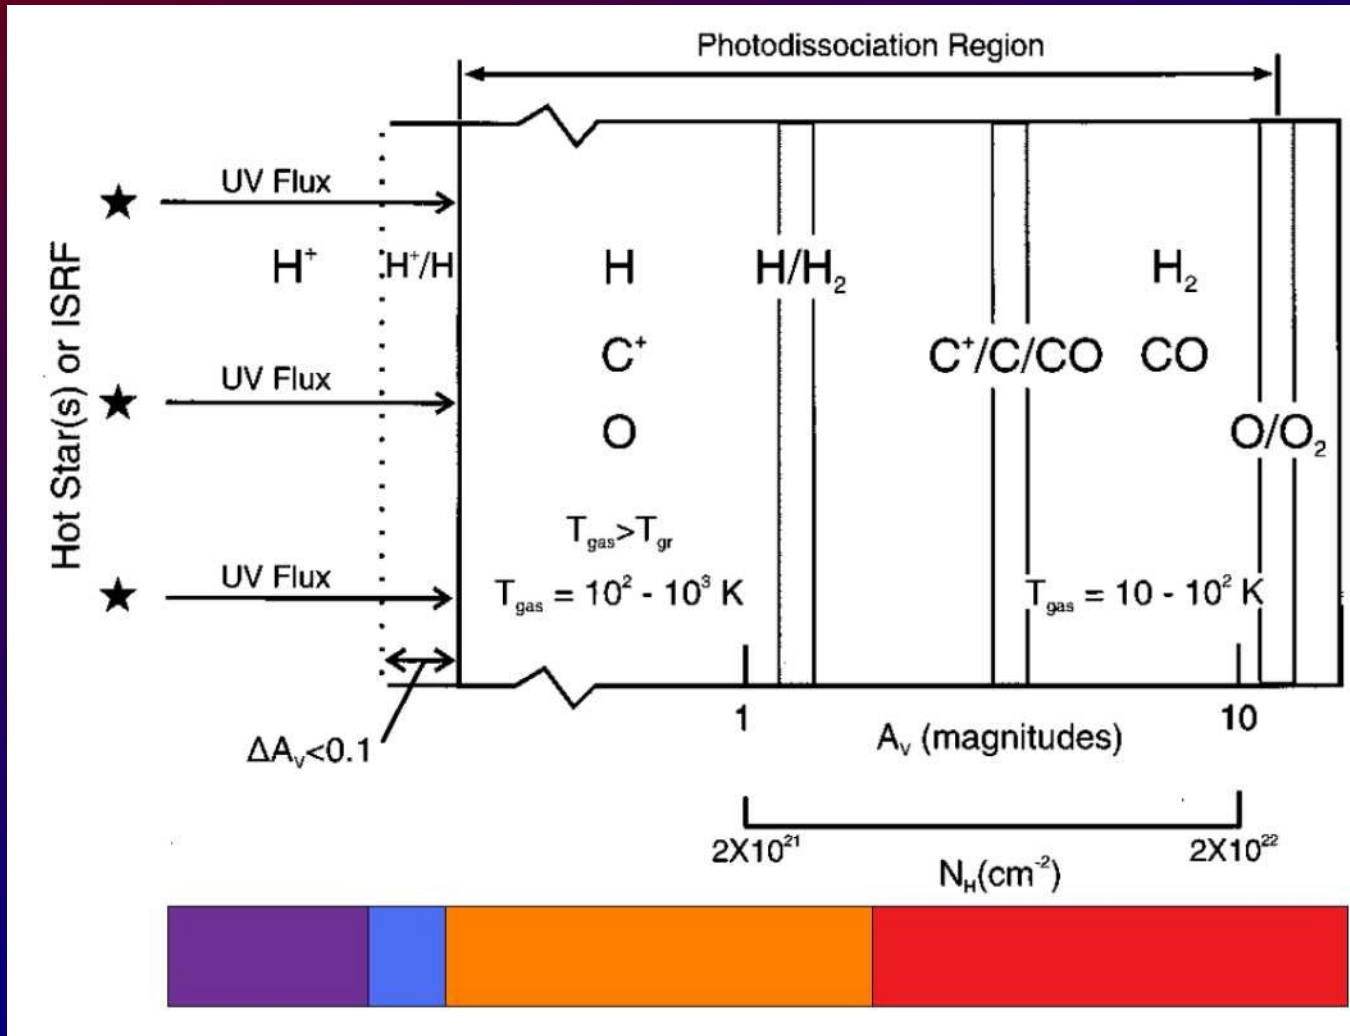 Photodissociation Region
Hot Star(s) or ISRF
UV Flux
UV Flux
UV Flux
H⁺
H⁺/H
H
H/H₂
H₂
C⁺
C⁺/C/CO
CO
O
O/O₂
T_gas>T_gr
T_gas = 10² - 10³ K
T_gas = 10 - 10² K
ΔA_v<0.1
1
A_v (magnitudes)
10
2X10²¹
2X10²²
N_H(cm⁻²)